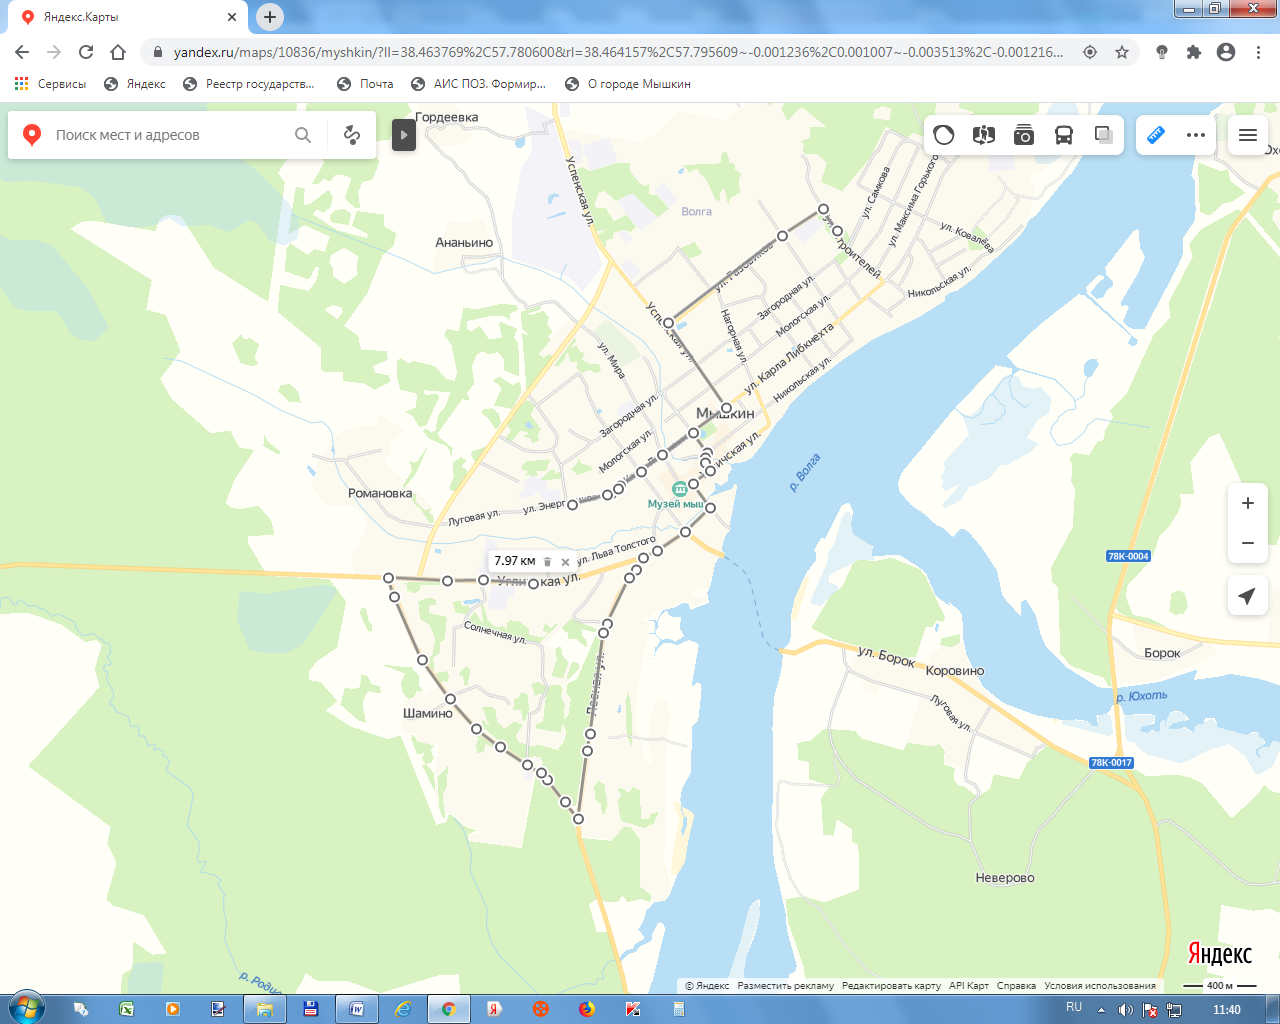 Яндекс.Карты
yandex.ru/maps/10836/myshkin/?ll=38.463769%2C57.780600&rl=38.464157%2C57.795609~-0.001236%2C0.001007~-0.003513%2C-0.001216...
Сервисы Яндекс Реестр государств... Почта АИС ПОЗ. Формир... О городе Мышкин
Поиск мест и адресов
Гордеевка
Успенская ул.
Волга
ул. Самкова
ул. Максима Горького
ул. Ковалёва
Ананьино
Никольская ул.
Загородная ул.
Мологская ул.
Нагорная ул.
ул. Карла Либкнехта
Никольская ул.
ул. Мира
Мышкин
Загородная ул.
Мологская ул.
р. Волга
Романовка
Музей мыш
Луговая ул.
ул. Льва Толстого
7.97 км
Угличская ул.
78К-0004
Солнечная ул.
Лесная ул.
ул. Борок
Коровино
Борок
р. Юхоть
Луговая ул.
Шамино
78К-0017
Неверово
Яндекс
© Яндекс Разместить рекламу Редактировать карту API Карт Справка Условия использования 400 м
RU 11:40